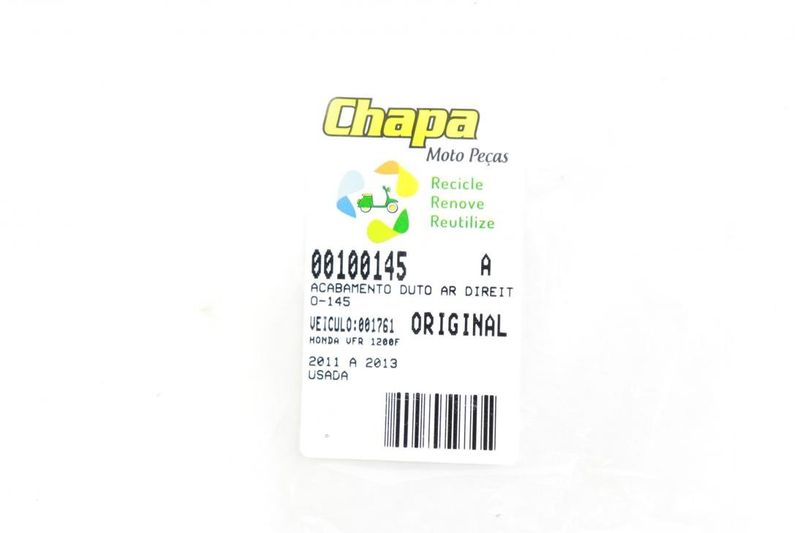 Chapa
Moto Peças
Recicle
Renove
Reutilize
00100145 A
ACABAMENTO DUTO AR DIREIT
O-145
VEICULO:001761 ORIGINAL
HONDA VFR 1200F
2011 A 2013
USADA